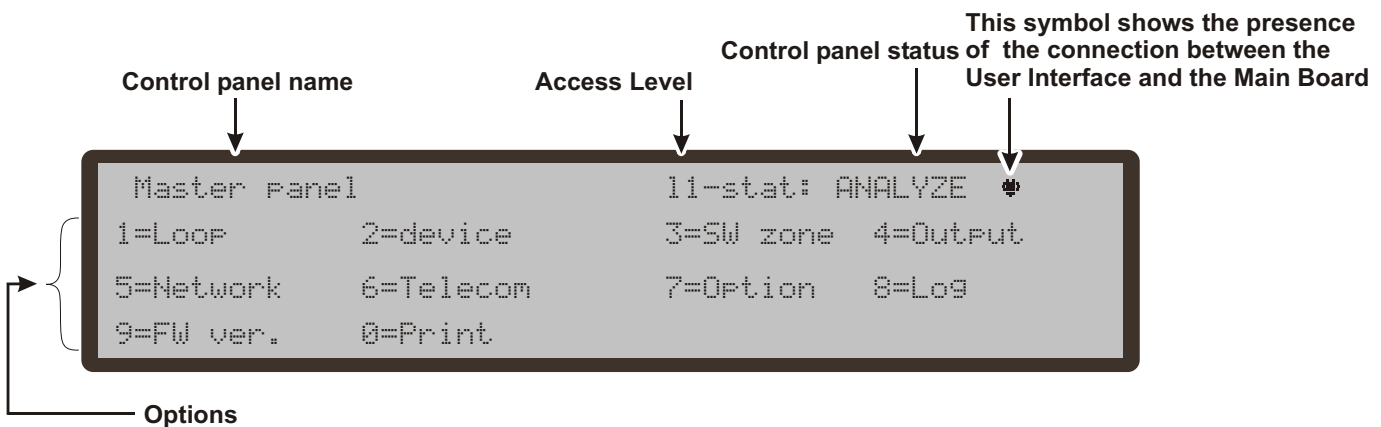 This symbol shows the presence
of the connection between the
User Interface and the Main Board
Control panel status
Access Level
Control panel name
Master panel l1-stat: ANALYZE
1=Loop 2=device 3=SW zone 4=Output
5=Network 6=Telecom 7=Option 8=Log
9=FW ver. 0=Print
Options